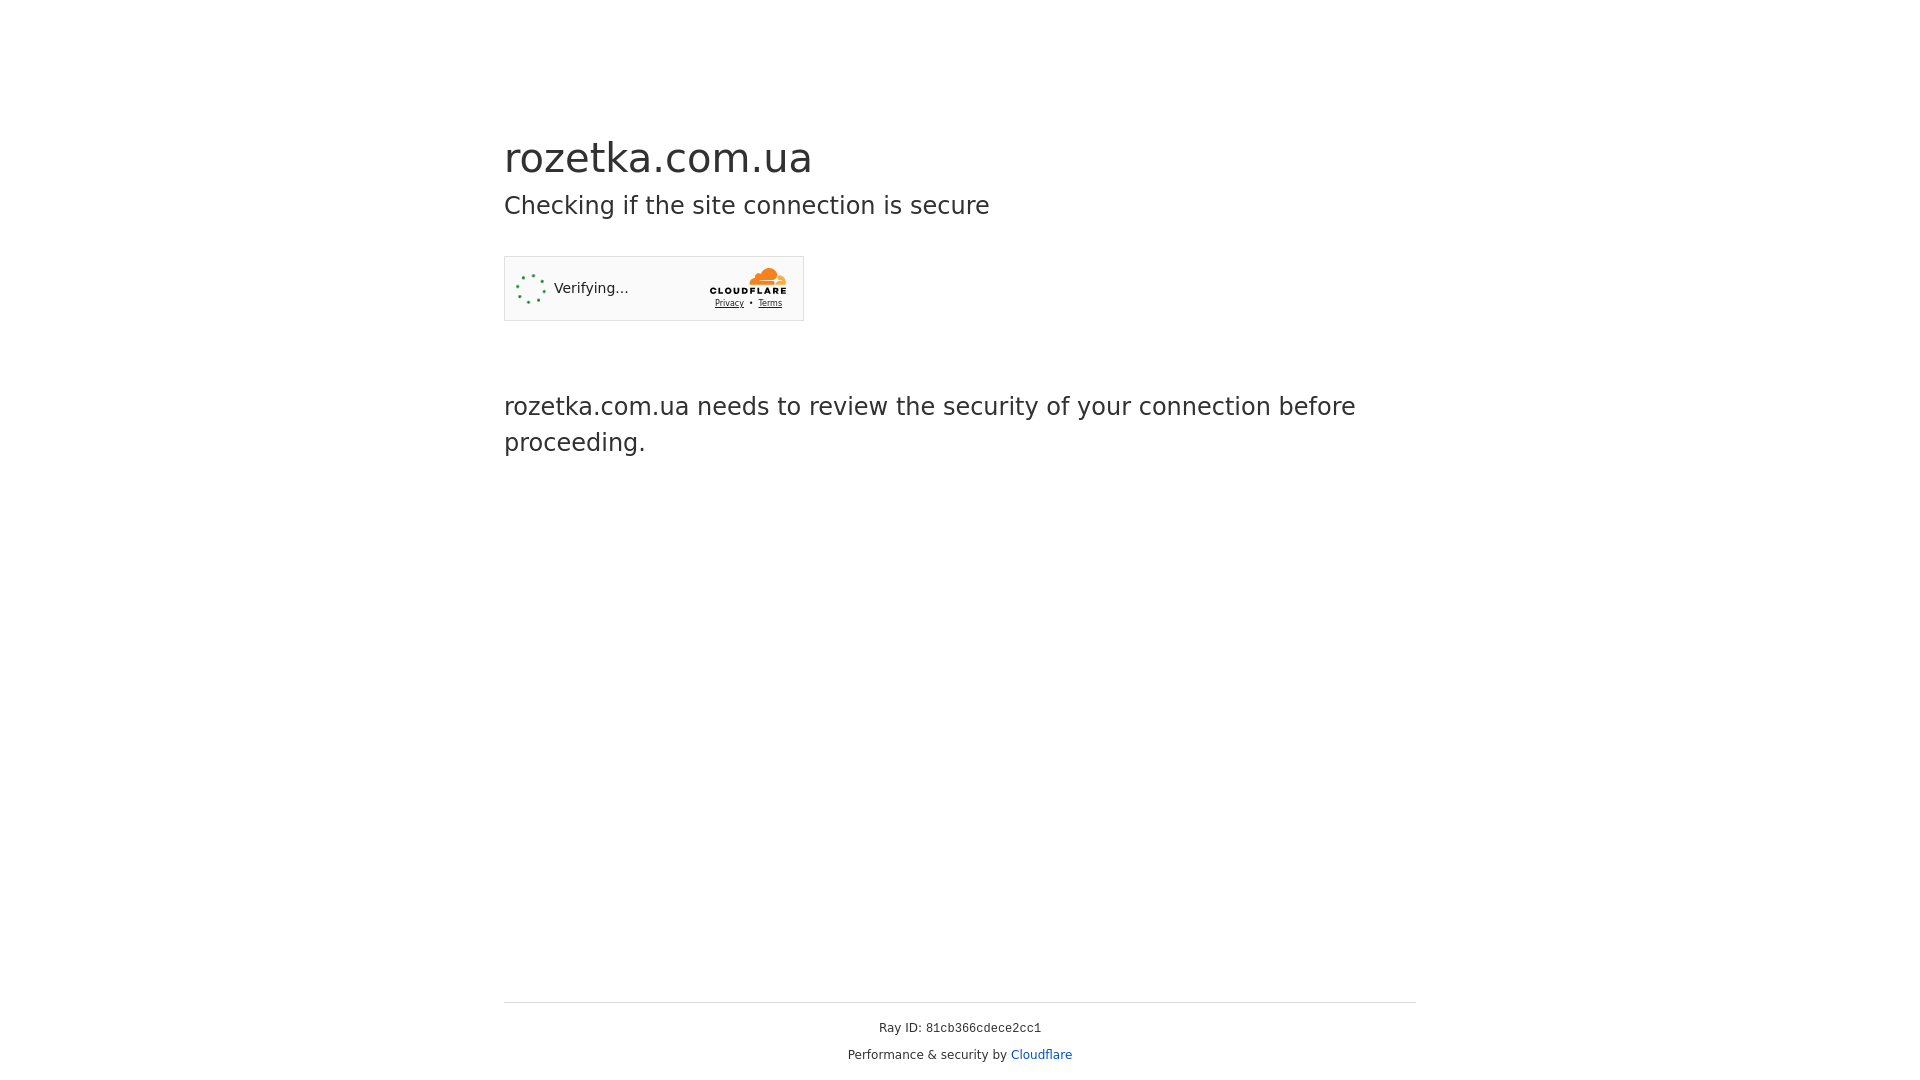 rozetka.com.ua
Checking if the site connection is secure
Verifying...
CLOUDFLARE
Privacy • Terms
rozetka.com.ua needs to review the security of your connection before
proceeding.
Ray ID: 81cb366cdece2cc1
Performance & security by Cloudflare